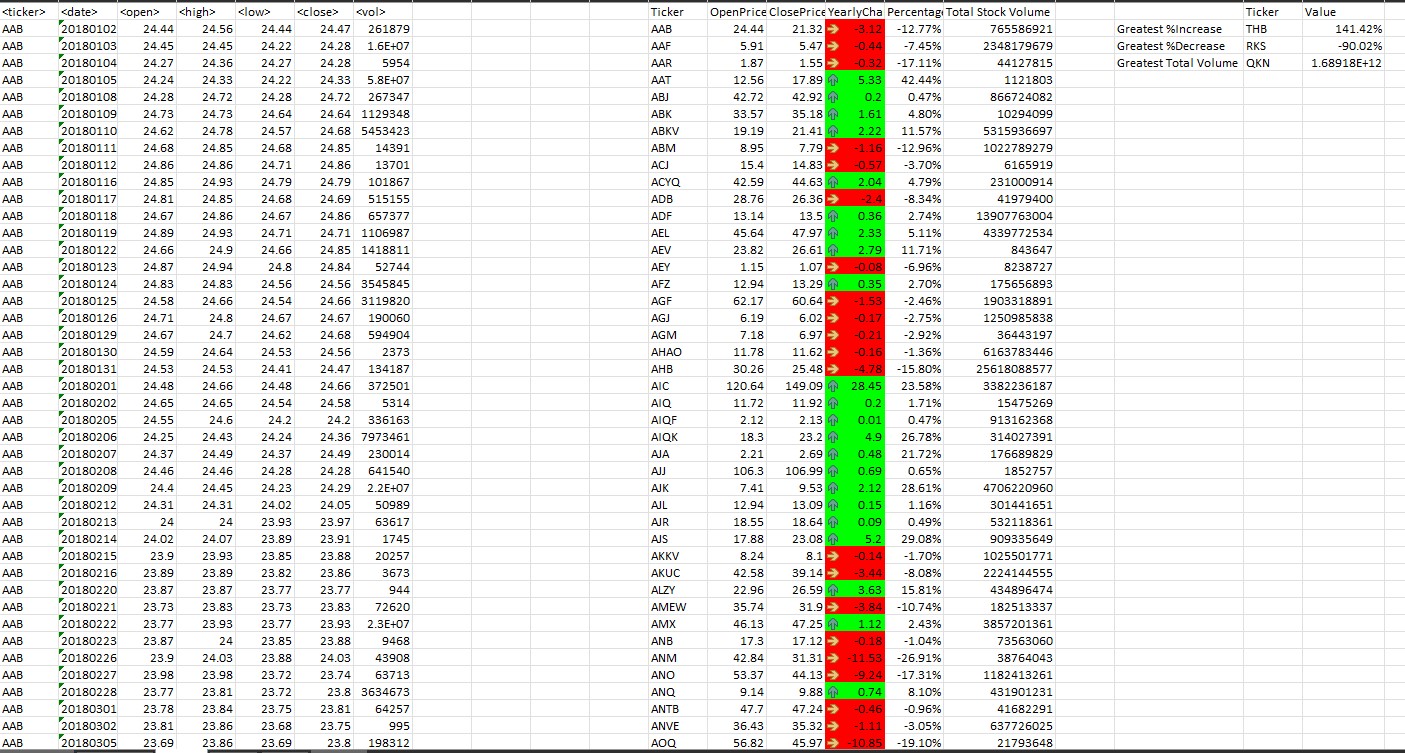 <ticker> <date> <open> <high> <low> <close> <vol> Ticker OpenPrice ClosePrice YearlyCha Percentag Total Stock Volume Ticker Value
AAB 20180102 24.44 24.56 24.44 24.47 261879 AAB 24.44 21.32 -3.12 -12.77% 765586921 Greatest %Increase THB 141.42%
AAB 20180103 24.45 24.45 24.22 24.28 1.6E+07 AAF 5.91 5.47 -0.44 -7.45% 2348179679 Greatest %Decrease RKS -90.02%
AAB 20180104 24.27 24.36 24.27 24.28 5954 AAR 1.87 1.55 -0.32 -17.11% 44127815 Greatest Total Volume QKN 1.68918E+12
AAB 20180105 24.24 24.33 24.22 24.33 5.8E+07 AAT 12.56 17.89 5.33 42.44% 1121803
AAB 20180108 24.28 24.72 24.28 24.72 267347 ABJ 42.72 42.92 0.2 0.47% 866724082
AAB 20180109 24.73 24.73 24.64 24.64 1129348 ABK 33.57 35.18 1.61 4.80% 10294099
AAB 20180110 24.62 24.78 24.57 24.68 5453423 ABKV 19.19 21.41 2.22 11.57% 5315936697
AAB 20180111 24.68 24.85 24.68 24.85 14391 ABM 8.95 7.79 -1.16 -12.96% 1022789279
AAB 20180112 24.86 24.86 24.71 24.86 13701 ACJ 15.4 14.83 -0.57 -3.70% 6165919
AAB 20180116 24.85 24.93 24.79 24.79 101867 ACYQ 42.59 44.63 2.04 4.79% 231000914
AAB 20180117 24.81 24.85 24.68 24.69 515155 ADB 28.76 26.36 -2.4 -8.34% 41979400
AAB 20180118 24.67 24.86 24.67 24.86 657377 ADF 13.14 13.5 0.36 2.74% 13907763004
AAB 20180119 24.89 24.93 24.71 24.71 1106987 AEL 45.64 47.97 2.33 5.11% 4339772534
AAB 20180122 24.66 24.9 24.66 24.85 1418811 AEV 23.82 26.61 2.79 11.71% 843647
AAB 20180123 24.87 24.94 24.8 24.84 52744 AEY 1.15 1.07 -0.08 -6.96% 8238727
AAB 20180124 24.83 24.83 24.56 24.56 3545845 AFZ 12.94 13.29 0.35 2.70% 175656893
AAB 20180125 24.58 24.66 24.54 24.66 3119820 AGF 62.17 60.64 -1.53 -2.46% 1903318891
AAB 20180126 24.71 24.8 24.67 24.67 190060 AGJ 6.19 6.02 -0.17 -2.75% 1250985838
AAB 20180129 24.67 24.7 24.62 24.68 594904 AGM 7.18 6.97 -0.21 -2.92% 36443197
AAB 20180130 24.59 24.64 24.53 24.56 2373 AHAO 11.78 11.62 -0.16 -1.36% 6163783446
AAB 20180131 24.53 24.53 24.41 24.47 134187 AHB 30.26 25.48 -4.78 -15.80% 25618088577
AAB 20180201 24.48 24.66 24.48 24.66 372501 AIC 120.64 149.09 28.45 23.58% 3382236187
AAB 20180202 24.65 24.65 24.54 24.58 5314 AIQ 11.72 11.92 0.2 1.71% 15475269
AAB 20180205 24.55 24.6 24.2 24.2 336163 AIQF 2.12 2.13 0.01 0.47% 913162368
AAB 20180206 24.25 24.43 24.24 24.36 7973461 AIQK 18.3 23.2 4.9 26.78% 314027391
AAB 20180207 24.37 24.49 24.37 24.49 230014 AJA 2.21 2.69 0.48 21.72% 176689829
AAB 20180208 24.46 24.46 24.28 24.28 641540 AJJ 106.3 106.99 0.69 0.65% 1852757
AAB 20180209 24.4 24.45 24.23 24.29 2.2E+07 AJK 7.41 9.53 2.12 28.61% 4706220960
AAB 20180212 24.31 24.31 24.02 24.05 50989 AJL 12.94 13.09 0.15 1.16% 301441651
AAB 20180213 24 24 23.93 23.97 63617 AJR 18.55 18.64 0.09 0.49% 532118361
AAB 20180214 24.02 24.07 23.89 23.91 1745 AJS 17.88 23.08 5.2 29.08% 909335649
AAB 20180215 23.9 23.93 23.85 23.88 20257 AKKV 8.24 8.1 -0.14 -1.70% 1025501771
AAB 20180216 23.89 23.89 23.82 23.86 3673 AKUC 42.58 39.14 -3.44 -8.08% 2224144555
AAB 20180220 23.87 23.87 23.77 23.77 944 ALZY 22.96 26.59 3.63 15.81% 434896474
AAB 20180221 23.73 23.83 23.73 23.83 72620 AMEW 35.74 31.9 -3.84 -10.74% 182513337
AAB 20180222 23.77 23.93 23.77 23.93 2.3E+07 AMX 46.13 47.25 1.12 2.43% 3857201361
AAB 20180223 23.87 24 23.85 23.88 9468 ANB 17.3 17.12 -0.18 -1.04% 73563060
AAB 20180226 23.9 24.03 23.88 24.03 43908 ANM 42.84 31.31 -11.53 -26.91% 38764043
AAB 20180227 23.98 23.98 23.72 23.74 63713 ANO 53.37 44.13 -9.24 -17.31% 1182413261
AAB 20180228 23.77 23.81 23.72 23.8 3634673 ANQ 9.14 9.88 0.74 8.10% 431901231
AAB 20180301 23.78 23.84 23.75 23.81 64257 ANTB 47.7 47.24 -0.46 -0.96% 41682291
AAB 20180302 23.81 23.86 23.68 23.75 995 ANVE 36.43 35.32 -1.11 -3.05% 637726025
AAB 20180305 23.69 23.86 23.69 23.8 198312 AOQ 56.82 45.97 -10.85 -19.10% 21793648